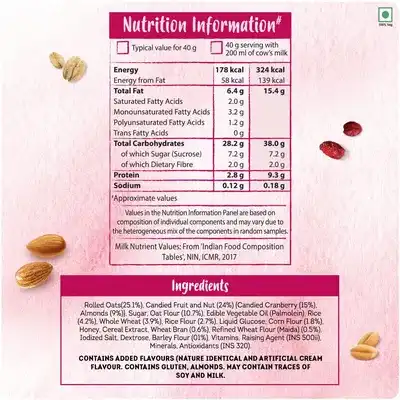 Nutrition Information#
Typical value for 40 g
40 g serving with
200 ml of cow's milk
Energy 178 kcal 324 kcal
Energy from Fat 58 kcal 139 kcal
Total Fat 6.4 g 15.4 g
Saturated Fatty Acids 2.0 g
Monounsaturated Fatty Acids 3.2 g
Polyunsaturated Fatty Acids 1.2 g
Trans Fatty Acids 0 g
Total Carbohydrates 28.2 g 38.0 g
of which Sugar (Sucrose) 7.2 g 7.2 g
of which Dietary Fibre 2.0 g 2.0 g
Protein 2.8 g 9.3 g
Sodium 0.12 g 0.18 g
#Approximate values
Values in the Nutrition Information Panel are based on
composition of individual components and may vary due to
the heterogeneous mix of the components in random samples.
Milk Nutrient Values: From 'Indian Food Composition
Tables', NIN, ICMR, 2017
Ingredients
Rolled Oats(25.1%), Candied Fruit and Nut (24%) (Candied Cranberry (15%),
Almonds (9%)), Sugar, Oat Flour (10.7%), Edible Vegetable Oil (Palmolein), Rice
(4.2%), Whole Wheat (3.9%), Rice Flour (2.7%), Liquid Glucose, Corn Flour (1.8%),
Honey, Cereal Extract, Wheat Bran (0.6%), Refined Wheat Flour (Maida) (0.5%)
Iodized Salt, Dextrose, Barley Flour (01%), Vitamins, Raising Agent (INS 500ii),
Minerals, Antioxidants (INS 320).
CONTAINS ADDED FLAVOURS (NATURE IDENTICAL AND ARTIFICIAL CREAM
FLAVOUR. CONTAINS GLUTEN, ALMONDS. MAY CONTAIN TRACES OF
SOY AND MILK.